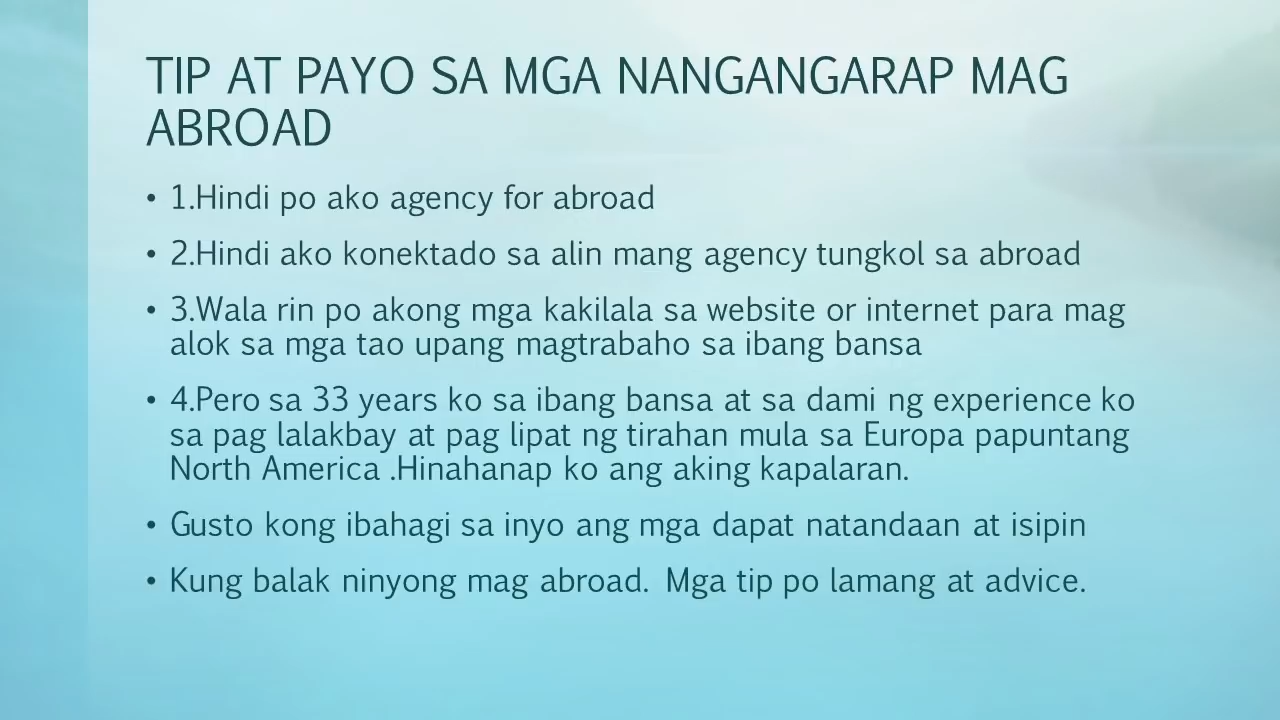 TIP AT PAYO SA MGA NANGANGARAP MAG
ABROAD
• 1.Hindi po ako agency for abroad
• 2.Hindi ako konektado sa alin mang agency tungkol sa abroad
• 3.Wala rin po akong mga kakilala sa website or internet para mag
alok sa mga tao upang magtrabaho sa ibang bansa
• 4.Pero sa 33 years ko sa ibang bansa at sa dami ng experience ko
sa pag lalakbay at pag lipat ng tirahan mula sa Europa papuntang
North America .Hinahanap ko ang aking kapalaran.
• Gusto kong ibahagi sa inyo ang mga dapat natandaan at isipin
• Kung balak ninyong mag abroad.  Mga tip po lamang at advice.